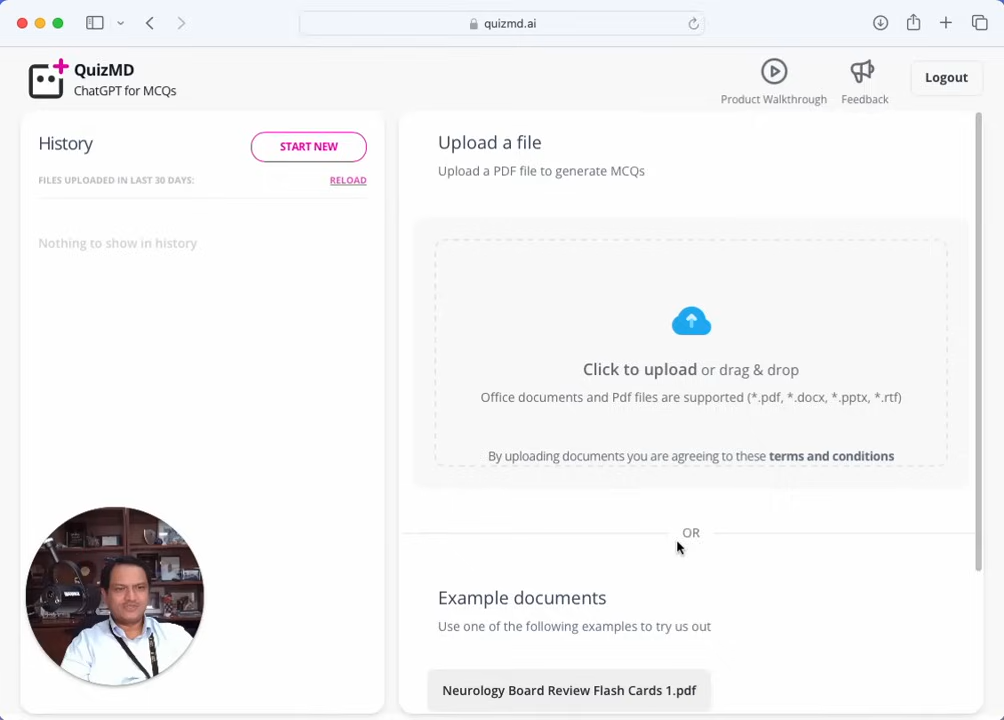 quizmd.ai
QuizMD
ChatGPT for MCQs
Product Walkthrough
Feedback
Logout
History
START NEW
FILES UPLOADED IN LAST 30 DAYS:
RELOAD
Nothing to show in history
Upload a file
Upload a PDF file to generate MCQs
Click to upload or drag & drop
Office documents and Pdf files are supported (*.pdf, *.docx, *.pptx, *.rtf)
By uploading documents you are agreeing to these terms and conditions
OR
Example documents
Use one of the following examples to try us out
Neurology Board Review Flash Cards 1.pdf